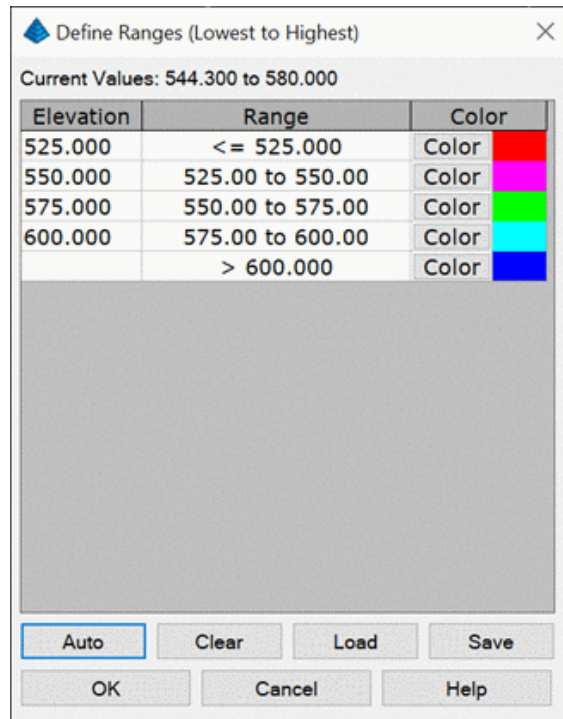 Define Ranges (Lowest to Highest)
Current Values: 544.300 to 580.000
Elevation Range Color
525.000 <= 525.000 Color
550.000 525.00 to 550.00 Color
575.000 550.00 to 575.00 Color
600.000 575.00 to 600.00 Color
> 600.000 Color
Auto Clear Load Save
OK Cancel Help